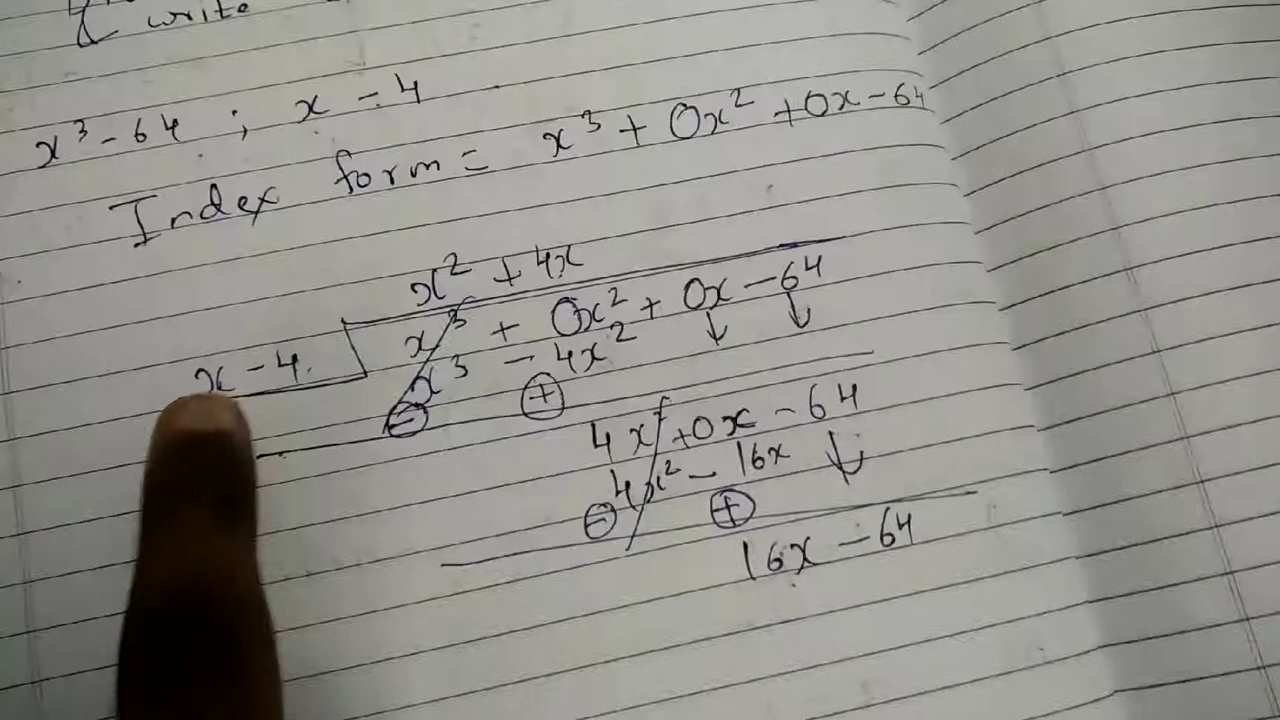 write
x³ - 64 ; x - 4
Index form = x³ + 0x² + 0x - 64
x² + 4x
x - 4. x³ + 0x² + 0x - 64
x³ - 4x² ↓ ↓
⊖ ⊕
4x² + 0x - 64
4x² - 16x ↓
⊖ ⊕
16x - 64